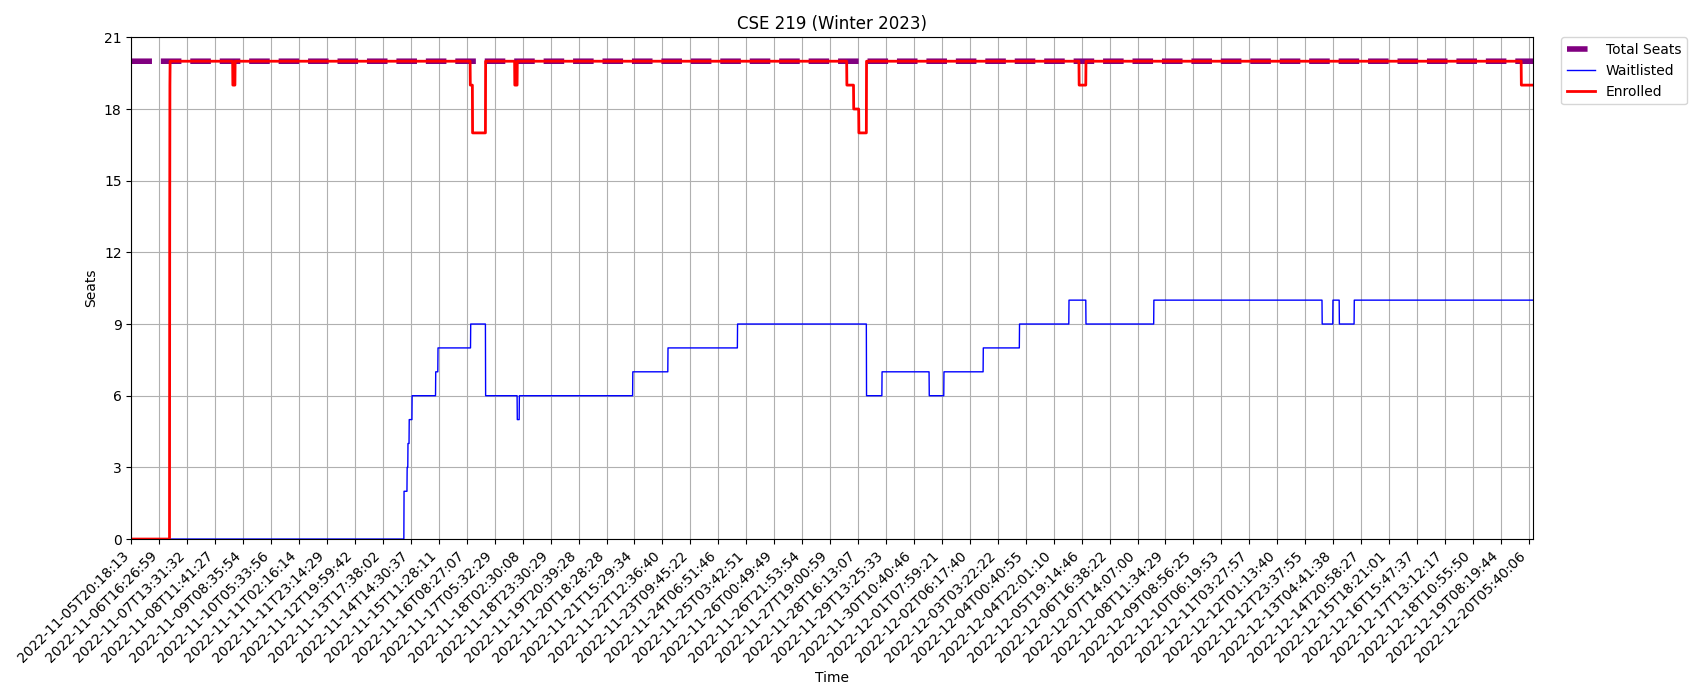 CSE 219 (Winter 2023)
Total Seats
Waitlisted
Enrolled
Seats
21
18
15
12
9
6
3
0
2022-11-05T20:18:13
2022-11-06T16:26:59
2022-11-07T13:31:32
2022-11-08T11:41:27
2022-11-09T08:35:54
2022-11-10T05:33:56
2022-11-11T02:16:14
2022-11-11T23:14:29
2022-11-12T19:59:42
2022-11-13T17:38:02
2022-11-14T14:30:37
2022-11-15T11:28:11
2022-11-16T08:27:07
2022-11-17T05:32:29
2022-11-18T02:30:08
2022-11-18T23:30:29
2022-11-19T20:39:28
2022-11-20T18:28:28
2022-11-21T15:29:34
2022-11-22T12:36:40
2022-11-23T09:45:22
2022-11-24T06:51:46
2022-11-25T03:42:51
2022-11-26T00:49:49
2022-11-26T21:53:54
2022-11-27T19:00:59
2022-11-28T16:13:07
2022-11-29T13:25:33
2022-11-30T10:40:46
2022-12-01T07:59:21
2022-12-02T06:17:40
2022-12-03T03:22:22
2022-12-04T00:40:55
2022-12-04T22:01:10
2022-12-05T19:14:46
2022-12-06T16:38:22
2022-12-07T14:07:00
2022-12-08T11:34:29
2022-12-09T08:56:25
2022-12-10T06:19:53
2022-12-11T03:27:57
2022-12-12T01:13:40
2022-12-12T23:37:55
2022-12-13T04:41:38
2022-12-14T20:58:27
2022-12-15T18:21:01
2022-12-16T15:47:37
2022-12-17T13:12:17
2022-12-18T10:55:50
2022-12-19T08:19:44
2022-12-20T05:40:06
Time